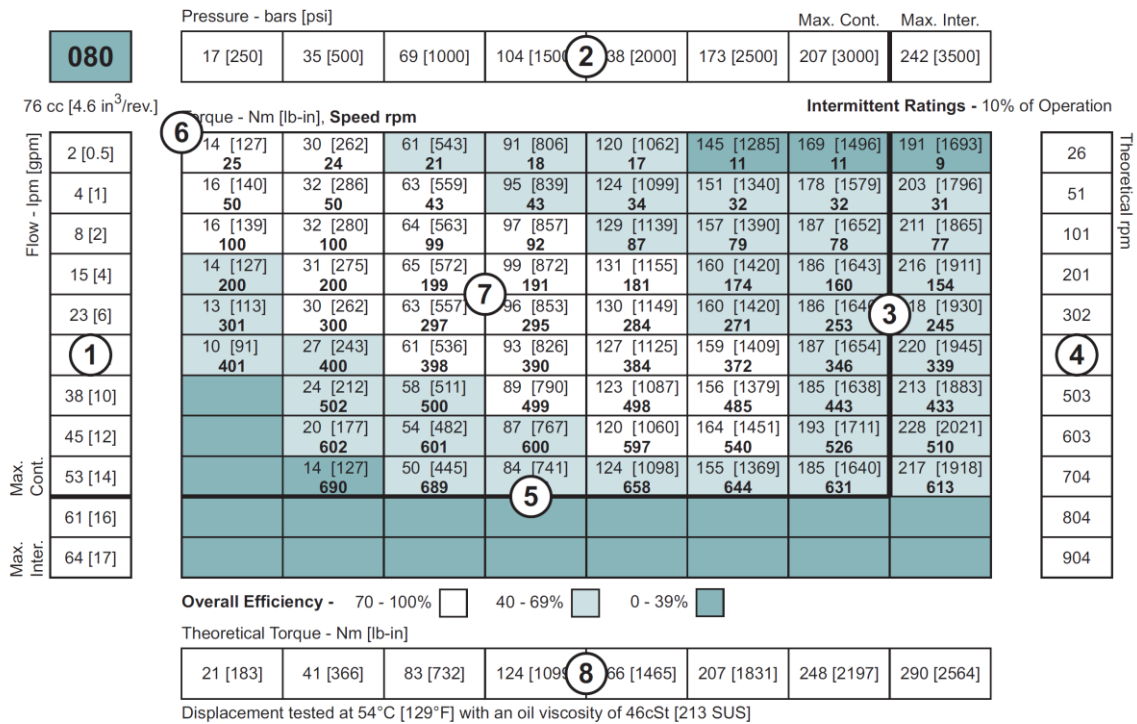 Pressure - bars [psi]
Max. Cont. Max. Inter.
080 17 [250] 35 [500] 69 [1000] 104 [1500 2 38 [2000] 173 [2500] 207 [3000] 242 [3500]
76 cc [4.6 in3/rev.]
Torque - Nm [lb-in], Speed rpm Intermittent Ratings - 10% of Operation
6
Flow - lpm [gpm]
Theoretical rpm
2 [0.5] 14 [127] 30 [262] 61 [543] 91 [806] 120 [1062] 145 [1285] 169 [1496] 191 [1693] 26
25 24 21 18 17 11 11 9
4 [1] 16 [140] 32 [286] 63 [559] 95 [839] 124 [1099] 151 [1340] 178 [1579] 203 [1796] 51
50 50 43 43 34 32 32 31
8 [2] 16 [139] 32 [280] 64 [563] 97 [857] 129 [1139] 157 [1390] 187 [1652] 211 [1865] 101
100 100 99 92 87 79 78 77
15 [4] 14 [127] 31 [275] 65 [572] 99 [872] 131 [1155] 160 [1420] 186 [1643] 216 [1911] 201
200 200 199 191 181 174 160 154
7
23 [6] 13 [113] 30 [262] 63 [557] 96 [853] 130 [1149] 160 [1420] 186 [1646 3 18 [1930] 302
301 300 297 295 284 271 253 245
1 10 [91] 27 [243] 61 [536] 93 [826] 127 [1125] 159 [1409] 187 [1654] 220 [1945] 4
401 400 398 390 384 372 346 339
38 [10] 24 [212] 58 [511] 89 [790] 123 [1087] 156 [1379] 185 [1638] 213 [1883] 503
502 500 499 498 485 443 433
45 [12] 20 [177] 54 [482] 87 [767] 120 [1060] 164 [1451] 193 [1711] 228 [2021] 603
602 601 600 597 540 526 510
Max. Cont.
53 [14] 14 [127] 50 [445] 84 [741] 124 [1098] 155 [1369] 185 [1640] 217 [1918] 704
690 689 5 658 644 631 613
61 [16] 804
Max. Inter.
64 [17] 904
Overall Efficiency - 70 - 100% 40 - 69% 0 - 39%
Theoretical Torque - Nm [lb-in]
21 [183] 41 [366] 83 [732] 124 [1099 8 66 [1465] 207 [1831] 248 [2197] 290 [2564]
Displacement tested at 54°C [129°F] with an oil viscosity of 46cSt [213 SUS]